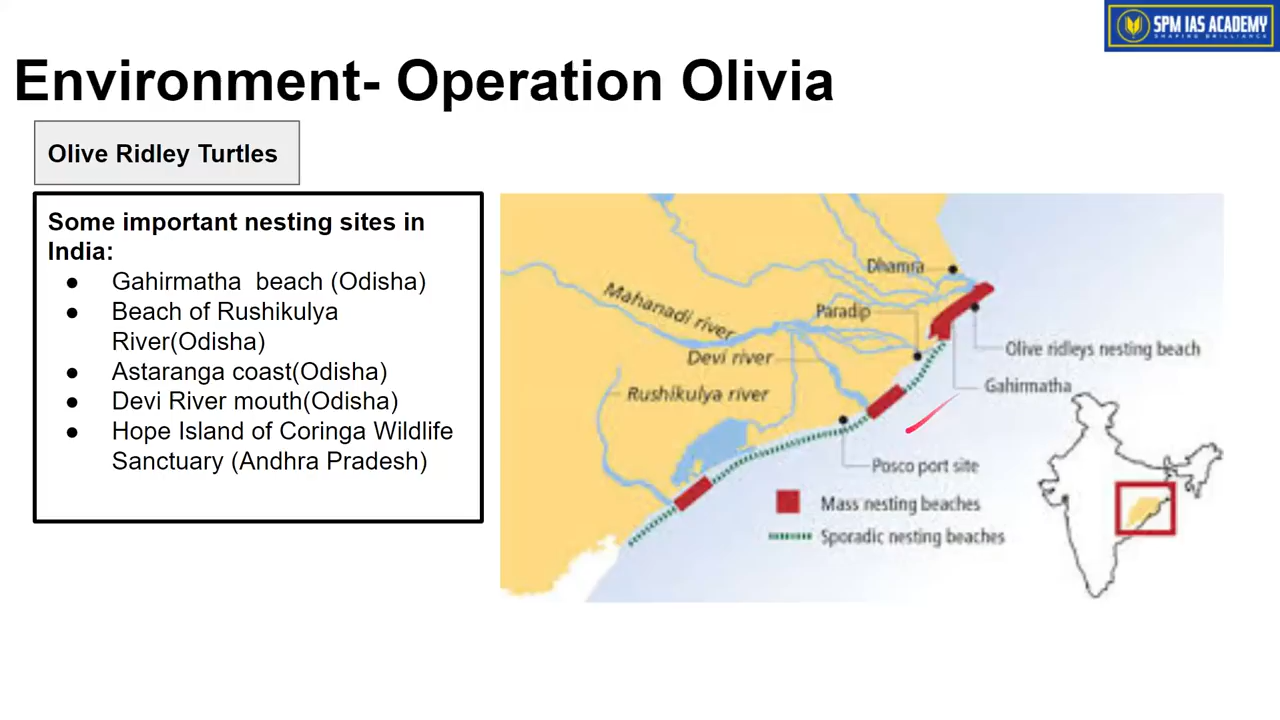 SPM IAS ACADEMY
SHAPING BRILLIANCE
Environment- Operation Olivia
Olive Ridley Turtles
Some important nesting sites in
India:
● Gahirmatha beach (Odisha)
● Beach of Rushikulya
River(Odisha)
● Astaranga coast(Odisha)
● Devi River mouth(Odisha)
● Hope Island of Coringa Wildlife
Sanctuary (Andhra Pradesh)
Dhamra
Mahanadi river
Paradip
Devi river
Olive ridleys nesting beach
Gahirmatha
Rushikulya river
Posco port site
Mass nesting beaches
Sporadic nesting beaches